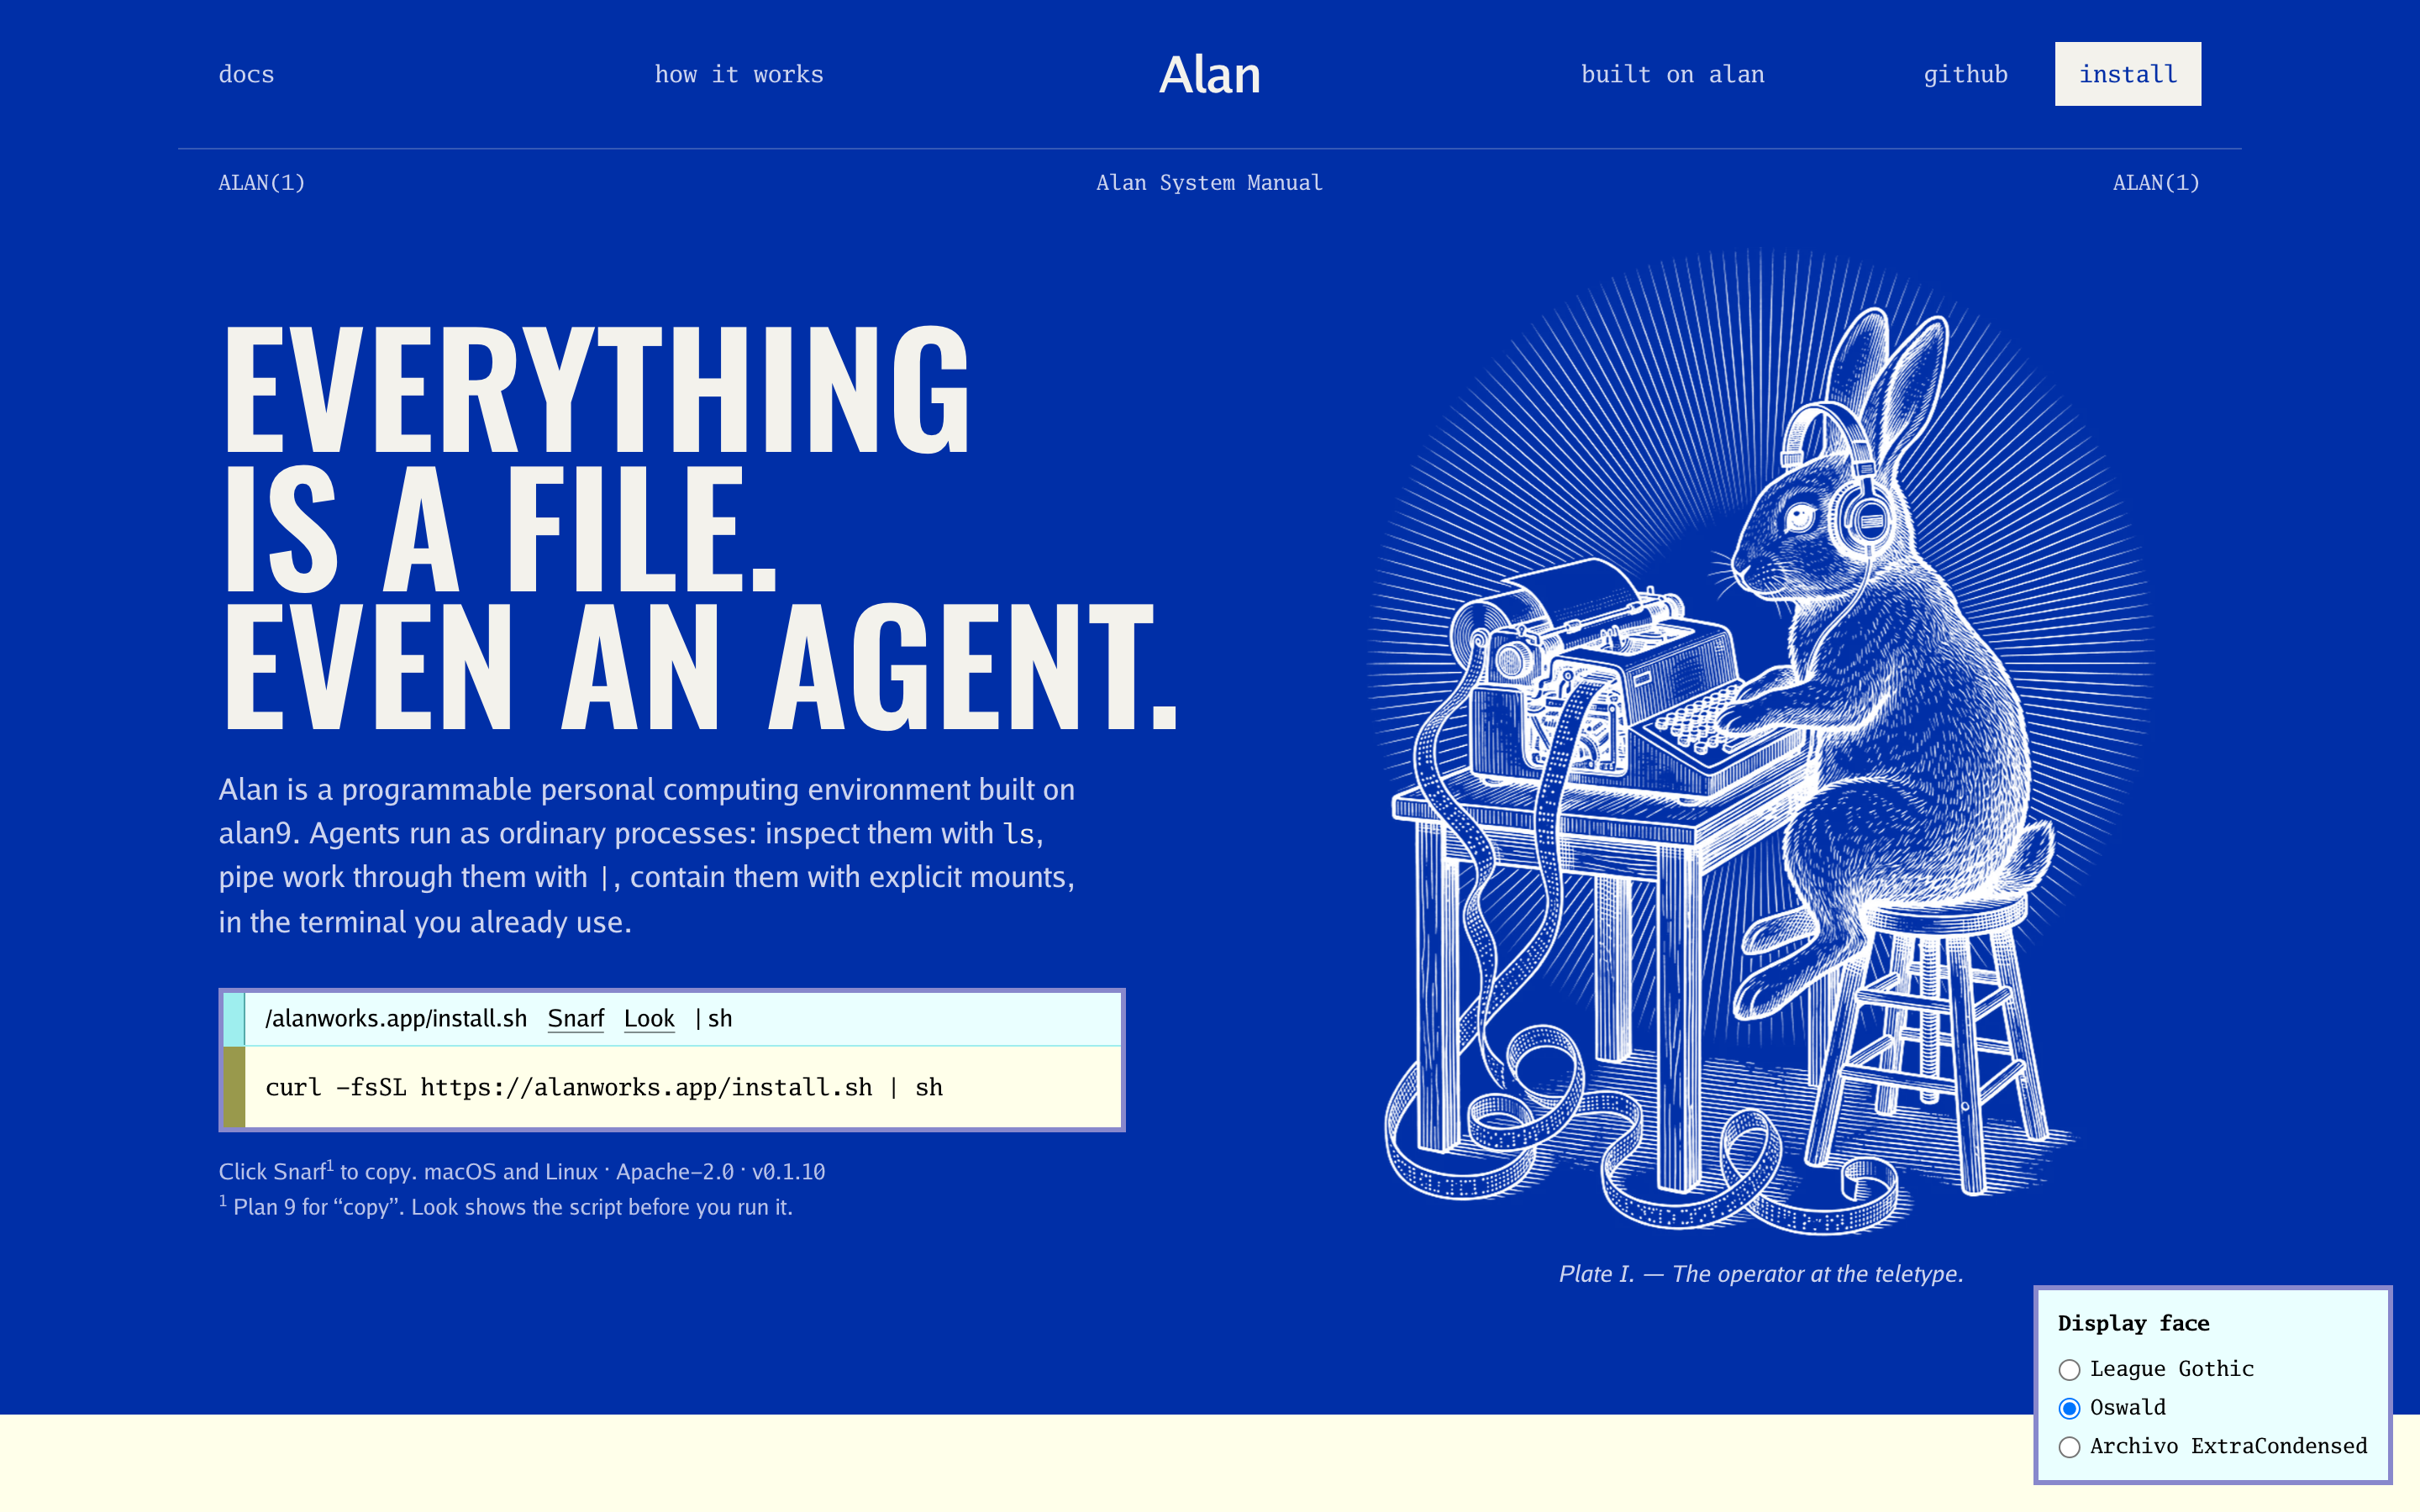 docs
how it works
Alan
built on alan
github
install
ALAN(1)
Alan System Manual
ALAN(1)
EVERYTHING
IS A FILE.
EVEN AN AGENT.
Alan is a programmable personal computing environment built on
alan9. Agents run as ordinary processes: inspect them with ls,
pipe work through them with |, contain them with explicit mounts,
in the terminal you already use.
/alanworks.app/install.sh Snarf Look | sh
curl -fsSL https://alanworks.app/install.sh | sh
Click Snarf¹ to copy. macOS and Linux · Apache-2.0 · v0.1.10
¹ Plan 9 for “copy”. Look shows the script before you run it.
Plate I. — The operator at the teletype.
Display face
League Gothic
Oswald
Archivo ExtraCondensed